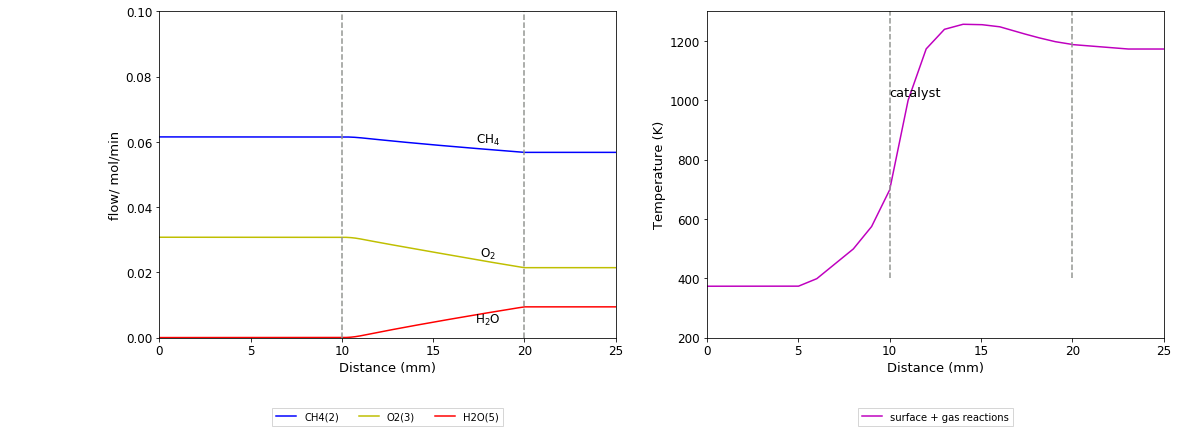 0.10
0.08
0.06
0.04
0.02
0.00
flow/ mol/min
CH4
O2
H2O
0 5 10 15 20 25
Distance (mm)
CH4(2) O2(3) H2O(5)
1200
1000
800
600
400
200
Temperature (K)
catalyst
0 5 10 15 20 25
Distance (mm)
surface + gas reactions